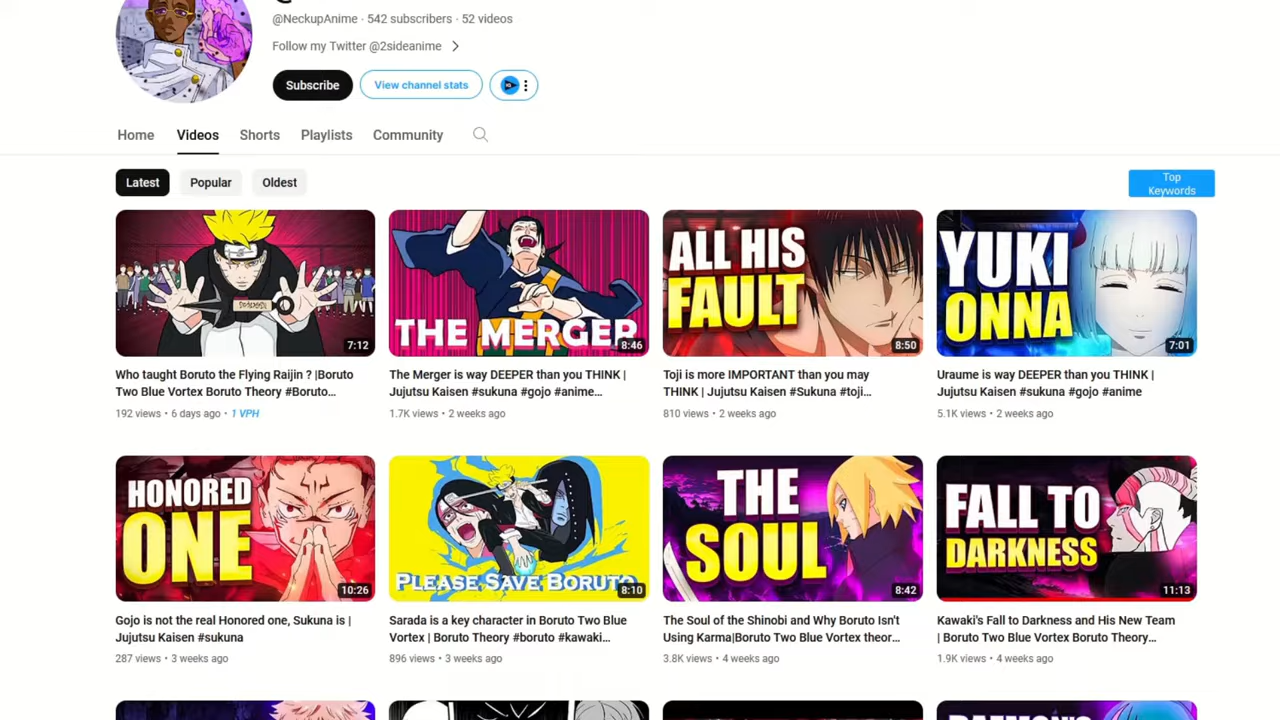 @NeckupAnime · 542 subscribers · 52 videos
Follow my Twitter @2sideanime
Subscribe
View channel stats
Home
Videos
Shorts
Playlists
Community
Latest
Popular
Oldest
Top
Keywords
7:12
THE MERGER
8:46
ALL HIS
FAULT
8:50
YUKI
ONNA
7:01
Who taught Boruto the Flying Raijin ? |Boruto
Two Blue Vortex Boruto Theory #Boruto...
192 views • 6 days ago • 1 VPH
The Merger is way DEEPER than you THINK |
Jujutsu Kaisen #sukuna #gojo #anime...
1.7K views • 2 weeks ago
Toji is more IMPORTANT than you may
THINK | Jujutsu Kaisen #Sukuna #toji...
810 views • 2 weeks ago
Uraume is way DEEPER than you THINK |
Jujutsu Kaisen #sukuna #gojo #anime
5.1K views • 2 weeks ago
HONORED
ONE
10:26
PLEASE SAVE BORUTO
8:10
THE
SOUL
8:42
FALL TO
DARKNESS
11:13
Gojo is not the real Honored one, Sukuna is |
Jujutsu Kaisen #sukuna
287 views • 3 weeks ago
Sarada is a key character in Boruto Two Blue
Vortex | Boruto Theory #boruto #kawaki...
896 views • 3 weeks ago
The Soul of the Shinobi and Why Boruto Isn't
Using Karma|Boruto Two Blue Vortex theor...
3.8K views • 4 weeks ago
Kawaki's Fall to Darkness and His New Team
| Boruto Two Blue Vortex Boruto Theory...
1.9K views • 4 weeks ago